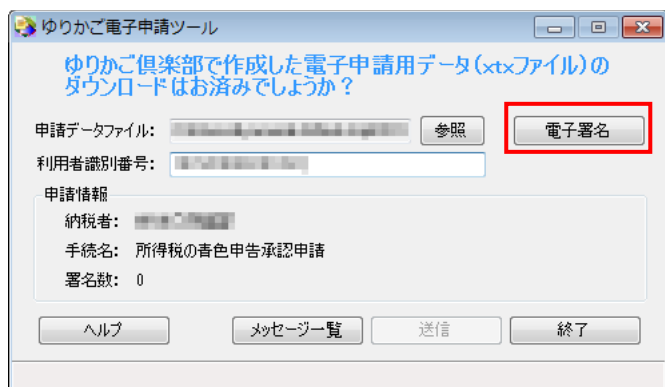 ゆりかご電子申請ツール
ゆりかご倶楽部で作成した電子申請用データ(xtxファイル)の
ダウンロードはお済みでしょうか?
申請データファイル: 参照 電子署名
利用者識別番号:
申請情報
納税者:
手続名: 所得税の青色申告承認申請
署名数: 0
ヘルプ メッセージ一覧 送信 終了